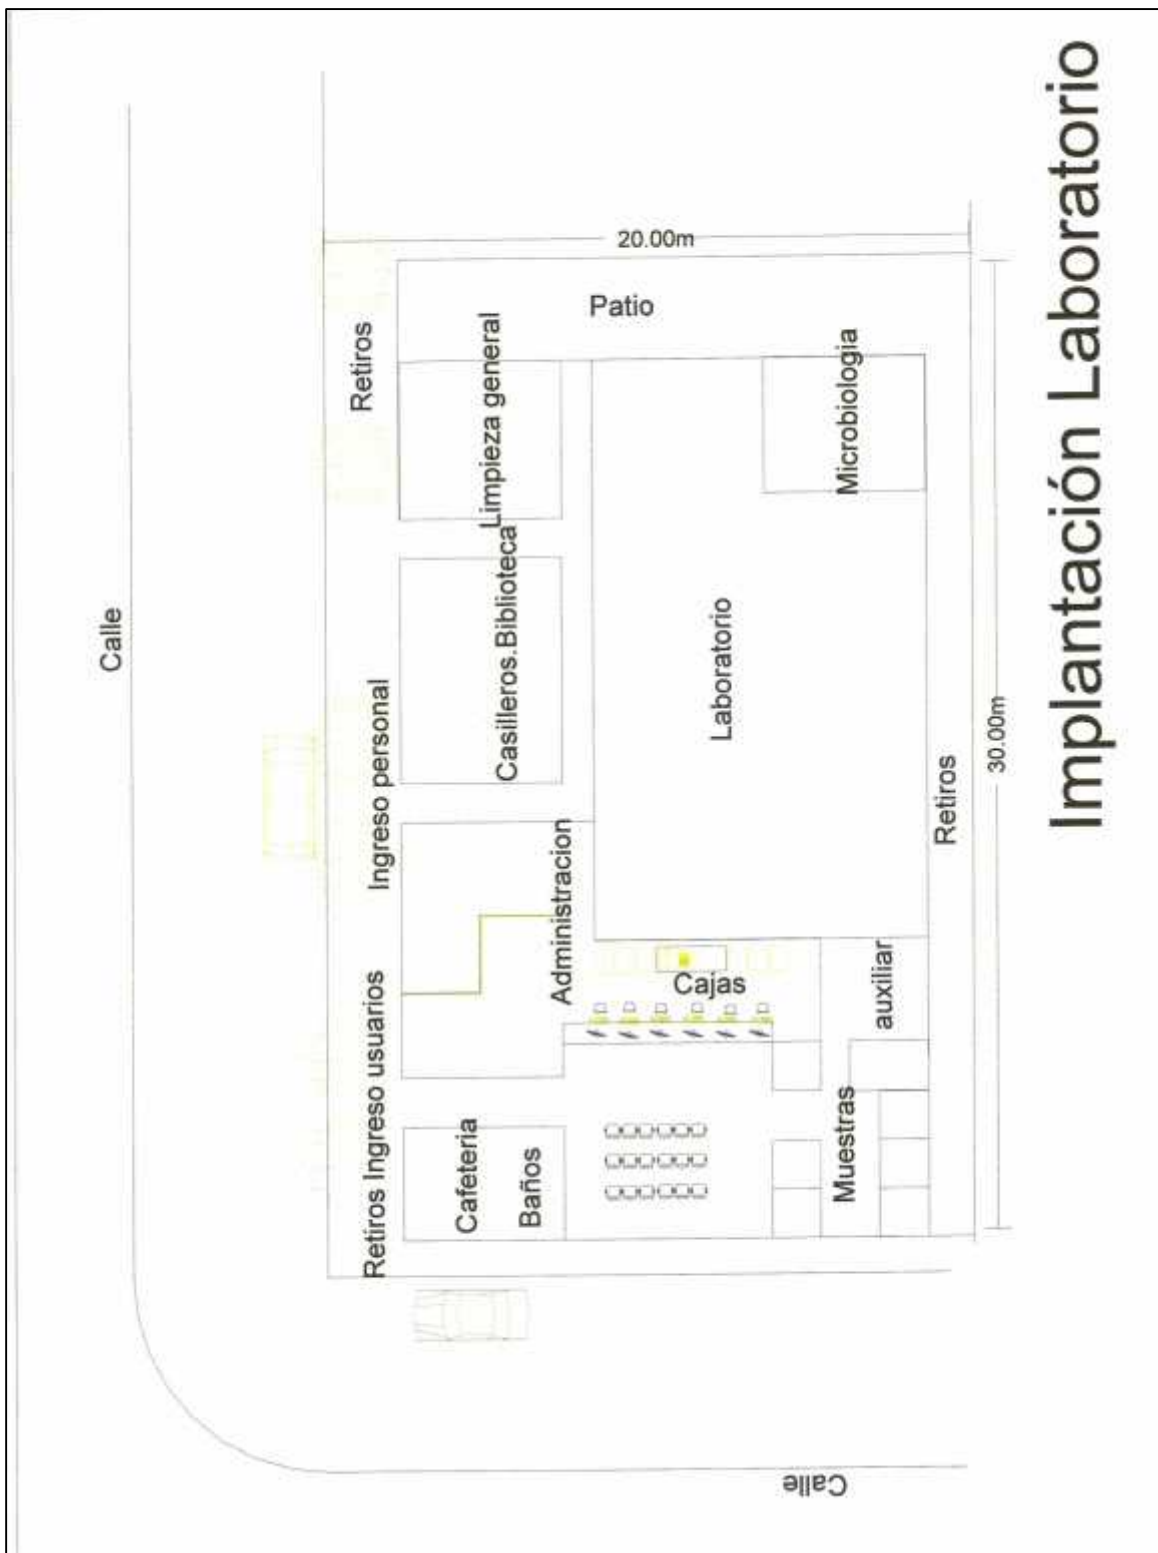 Implantación Laboratorio
Calle
Retiros
20.00m
Patio
Limpieza general
Microbiologia
Casilleros.Biblioteca
Ingreso personal
Laboratorio
Retiros
30.00m
Administracion
Cajas
auxiliar
Retiros Ingreso usuarios
Cafeteria
Baños
Muestras
Calle